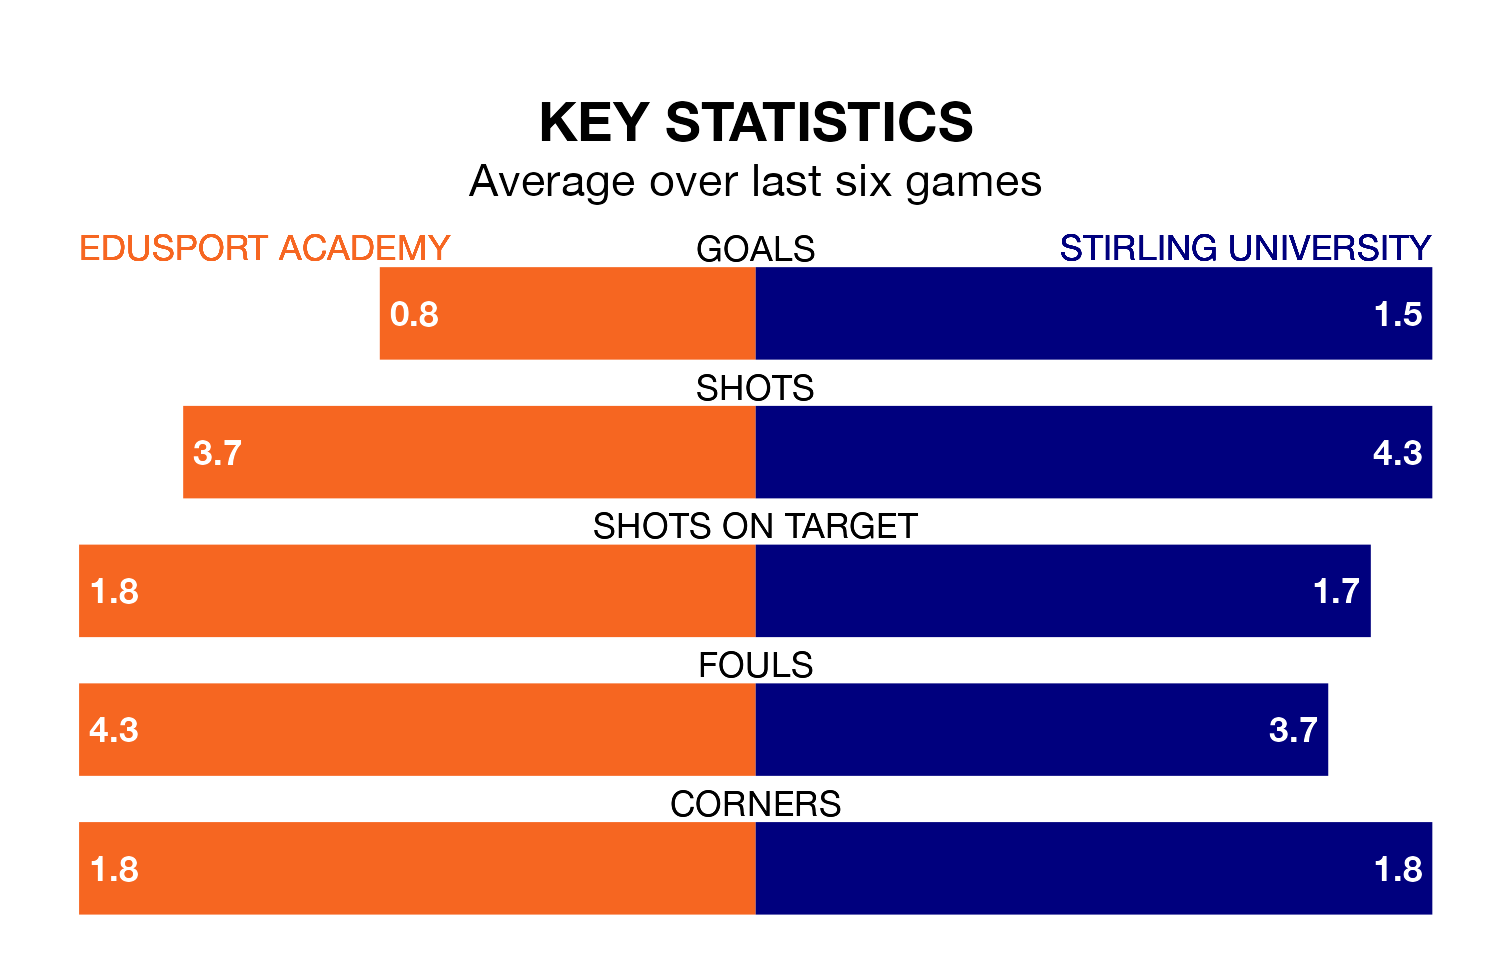 KEY STATISTICS
Average over last six games
EDUSPORT ACADEMY GOALS STIRLING UNIVERSITY
0.8 1.5
SHOTS
3.7 4.3
SHOTS ON TARGET
1.8 1.7
FOULS
4.3 3.7
CORNERS
1.8 1.8